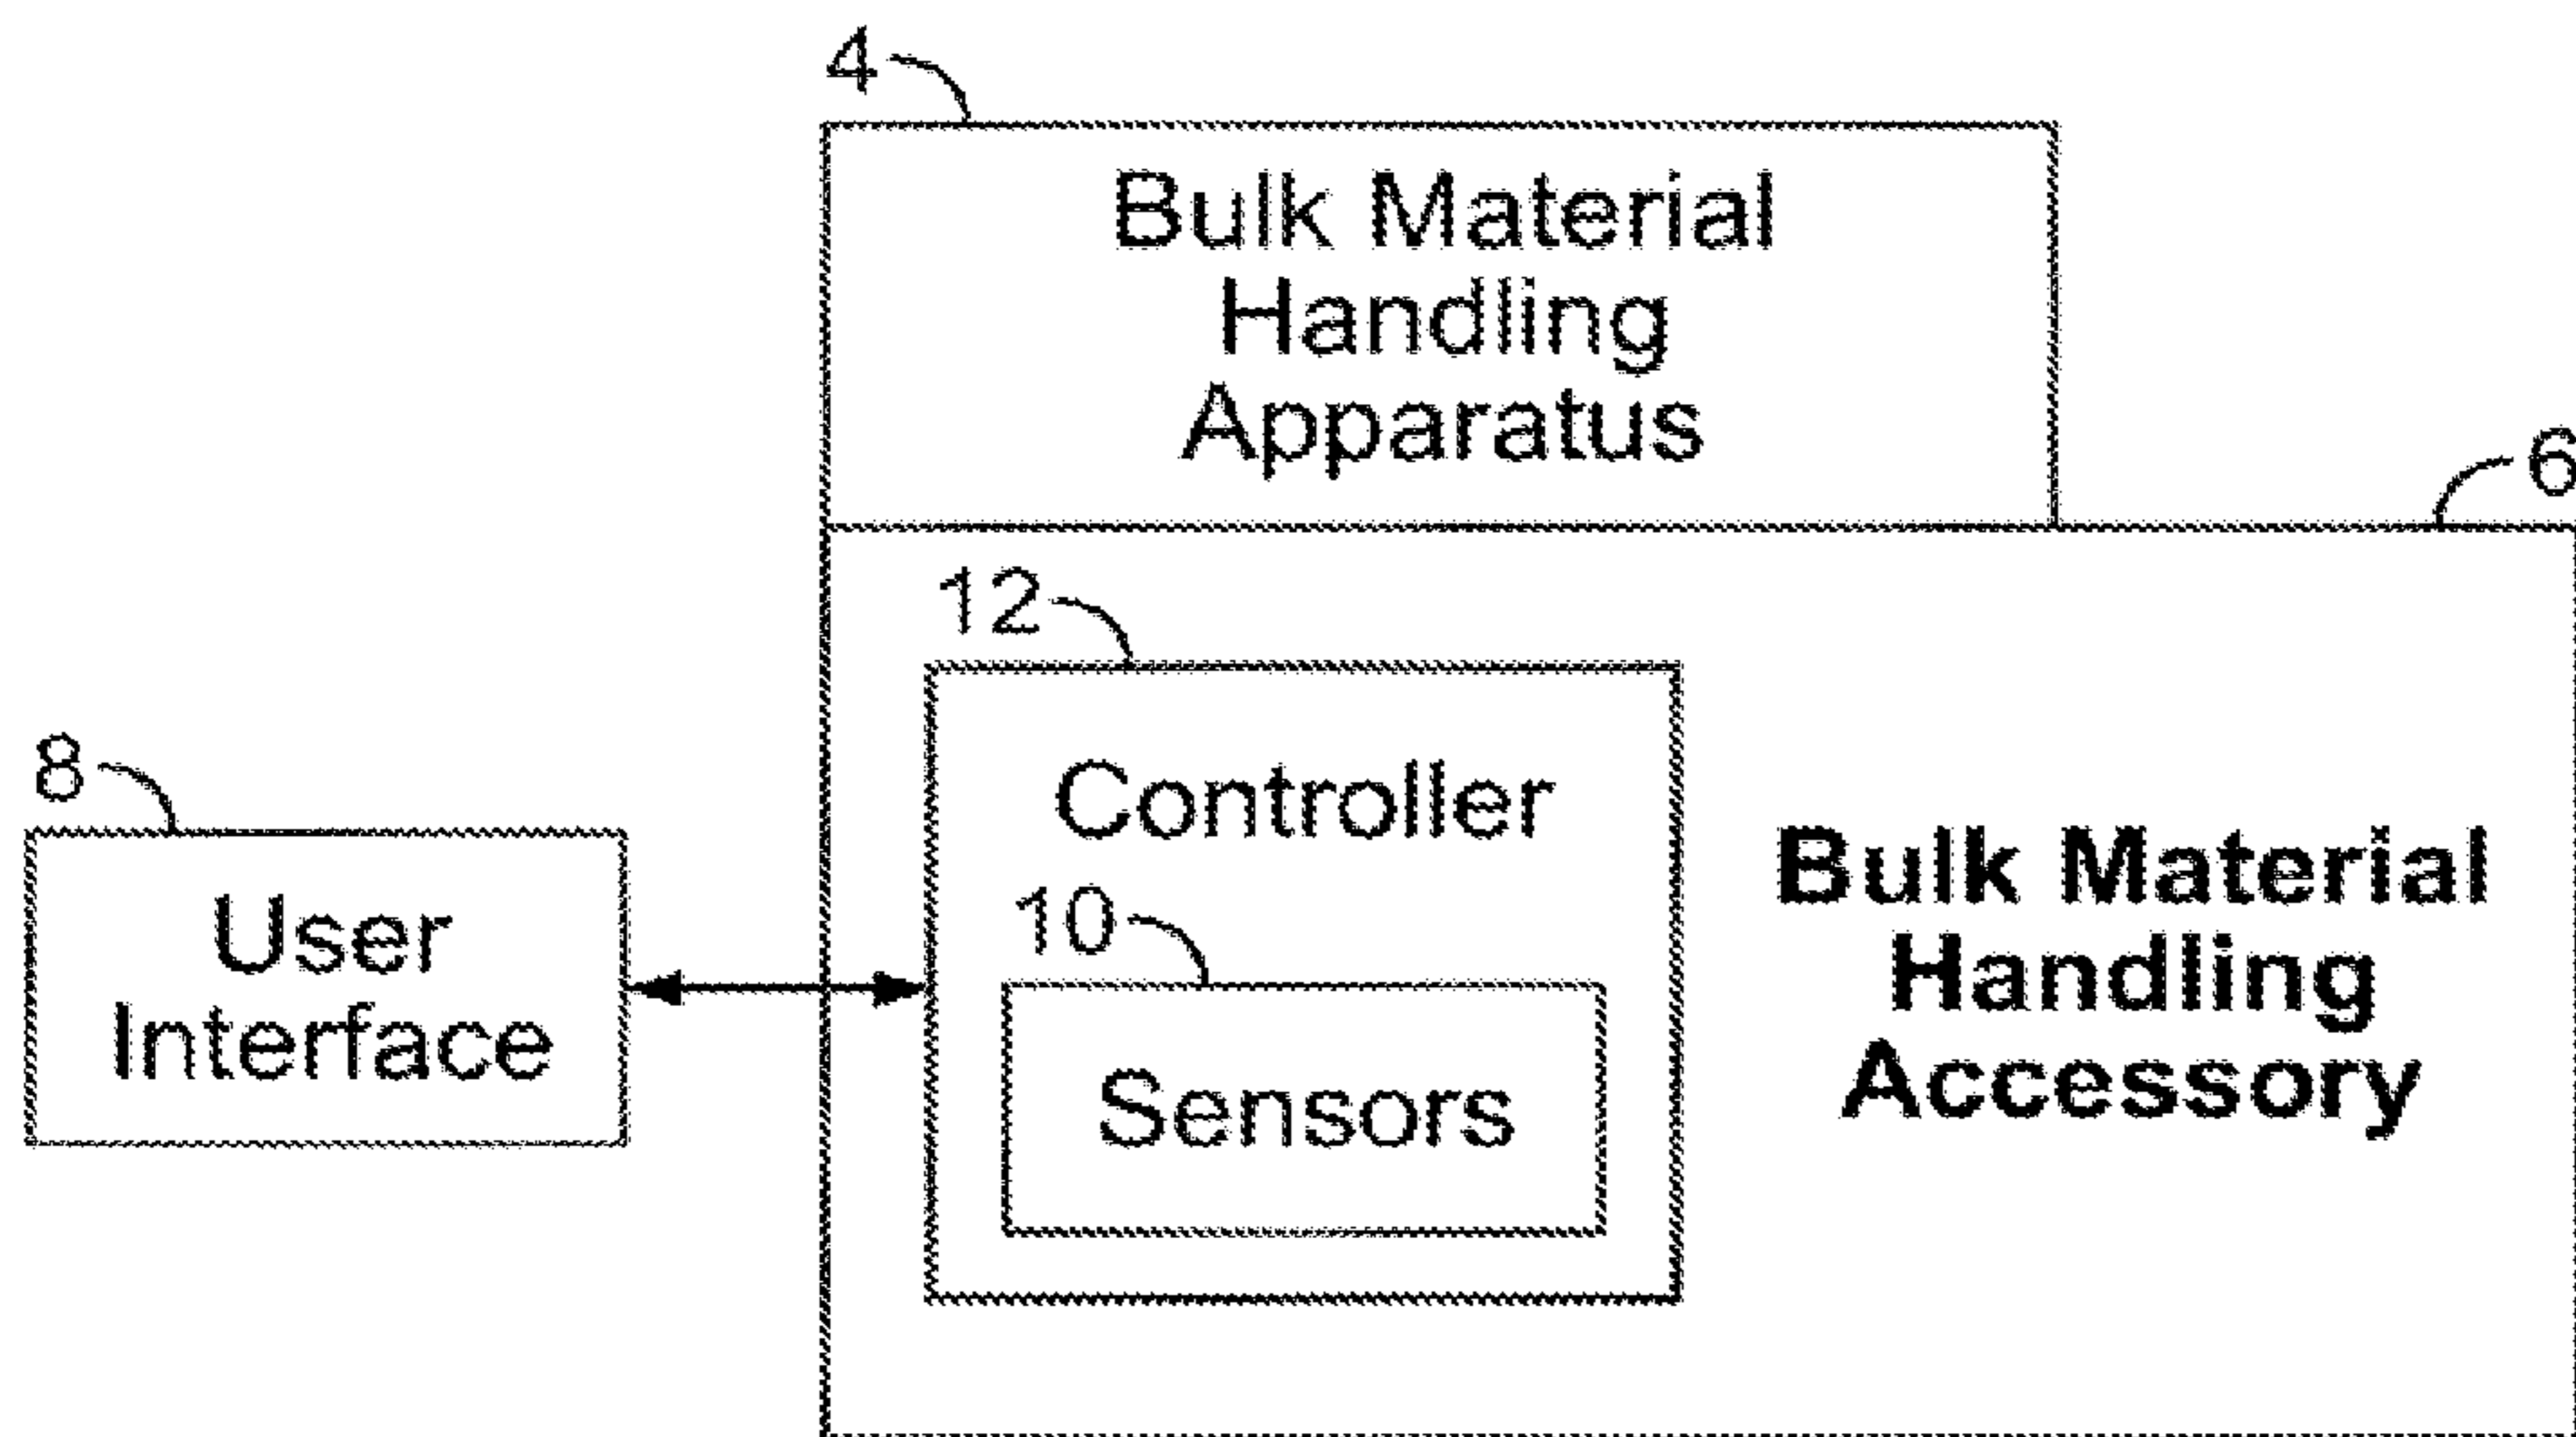 4
Bulk Material
Handling
Apparatus
6
12
Controller
8
User
Interface
10
Sensors
Bulk Material
Handling
Accessory